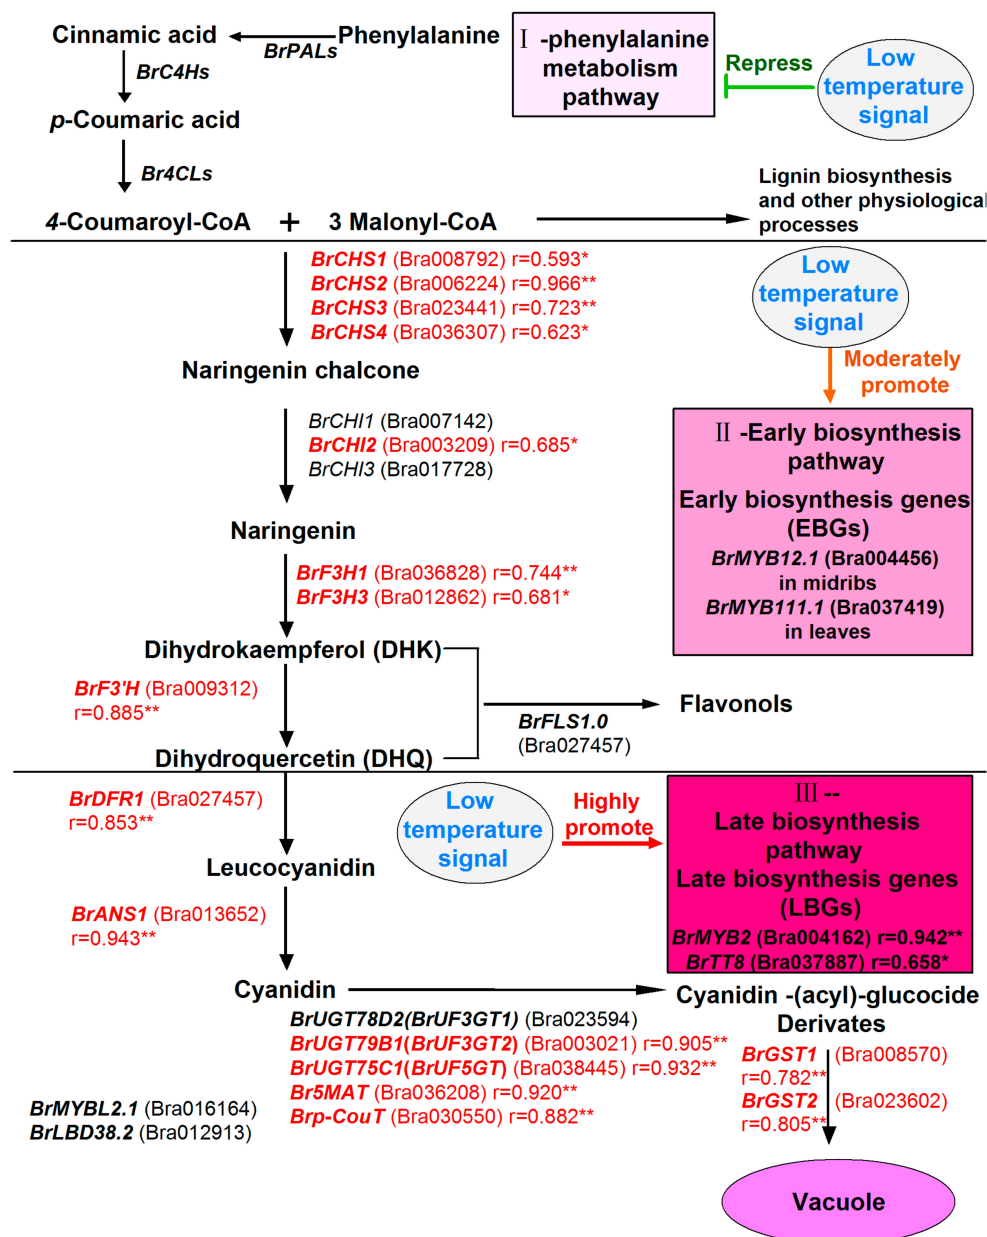 Cinnamic acid
BrPALs
Phenylalanine
Ⅰ -phenylalanine
metabolism
pathway
Repress
Low
temperature
signal
BrC4Hs
p-Coumaric acid
Br4CLs
4-Coumaroyl-CoA + 3 Malonyl-CoA
Lignin biosynthesis
and other physiological
processes
BrCHS1 (Bra008792) r=0.593*
BrCHS2 (Bra006224) r=0.966**
BrCHS3 (Bra023441) r=0.723**
BrCHS4 (Bra036307) r=0.623*
Low
temperature
signal
Moderately
promote
Naringenin chalcone
BrCHI1 (Bra007142)
BrCHI2 (Bra003209) r=0.685*
BrCHI3 (Bra017728)
Ⅱ -Early biosynthesis
pathway
Early biosynthesis genes
(EBGs)
BrMYB12.1 (Bra004456)
in midribs
BrMYB111.1 (Bra037419)
in leaves
Naringenin
BrF3H1 (Bra036828) r=0.744**
BrF3H3 (Bra012862) r=0.681*
Dihydrokaempferol (DHK)
BrF3'H (Bra009312)
r=0.885**
BrFLS1.0
(Bra027457)
Flavonols
Dihydroquercetin (DHQ)
BrDFR1 (Bra027457)
r=0.853**
Low
temperature
signal
Highly
promote
Ⅲ--
Late biosynthesis
pathway
Late biosynthesis genes
(LBGs)
BrMYB2 (Bra004162) r=0.942**
BrTT8 (Bra037887) r=0.658*
Leucocyanidin
BrANS1 (Bra013652)
r=0.943**
Cyanidin
Cyanidin -(acyl)-glucocide
Derivates
BrUGT78D2(BrUF3GT1) (Bra023594)
BrUGT79B1(BrUF3GT2) (Bra003021) r=0.905**
BrUGT75C1(BrUF5GT) (Bra038445) r=0.932**
Br5MAT (Bra036208) r=0.920**
Brp-CouT (Bra030550) r=0.882**
BrGST1 (Bra008570)
r=0.782**
BrGST2 (Bra023602)
r=0.805**
BrMYBL2.1 (Bra016164)
BrLBD38.2 (Bra012913)
Vacuole